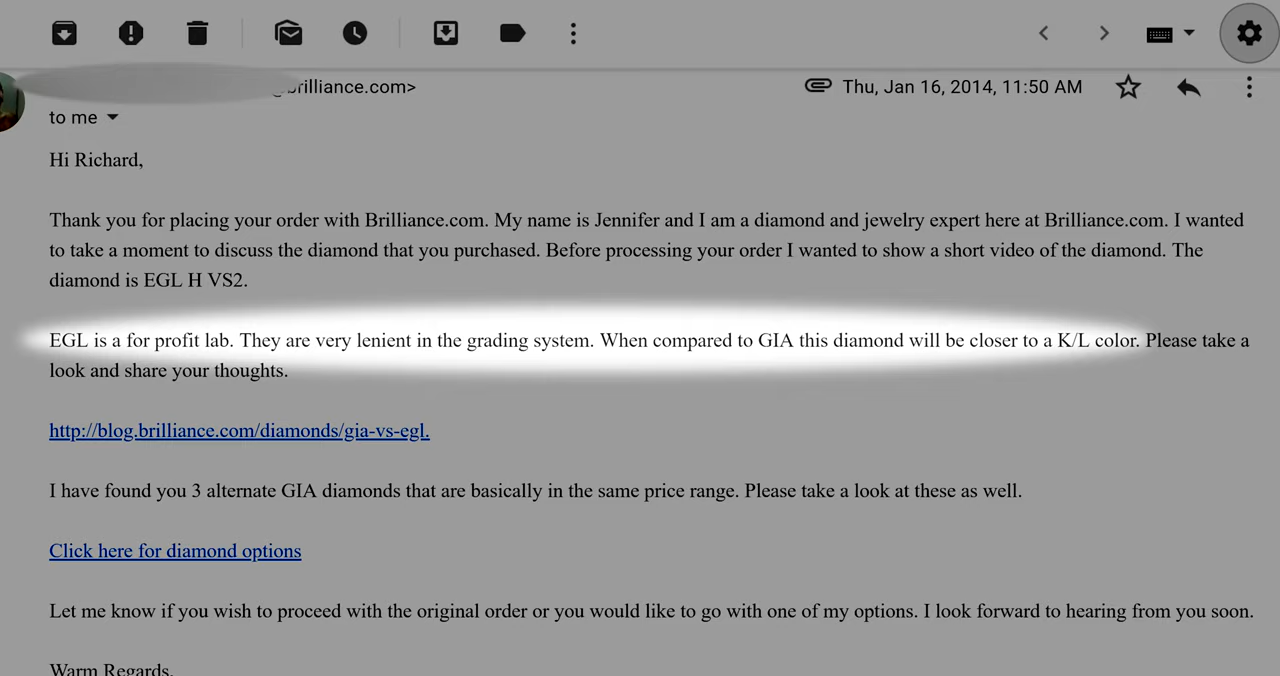 brilliance.com>
Thu, Jan 16, 2014, 11:50 AM
to me
Hi Richard,
Thank you for placing your order with Brilliance.com. My name is Jennifer and I am a diamond and jewelry expert here at Brilliance.com. I wanted
to take a moment to discuss the diamond that you purchased. Before processing your order I wanted to show a short video of the diamond. The
diamond is EGL H VS2.
EGL is a for profit lab. They are very lenient in the grading system. When compared to GIA this diamond will be closer to a K/L color. Please take a
look and share your thoughts.
http://blog.brilliance.com/diamonds/gia-vs-egl.
I have found you 3 alternate GIA diamonds that are basically in the same price range. Please take a look at these as well.
Click here for diamond options
Let me know if you wish to proceed with the original order or you would like to go with one of my options. I look forward to hearing from you soon.
Warm Regards,